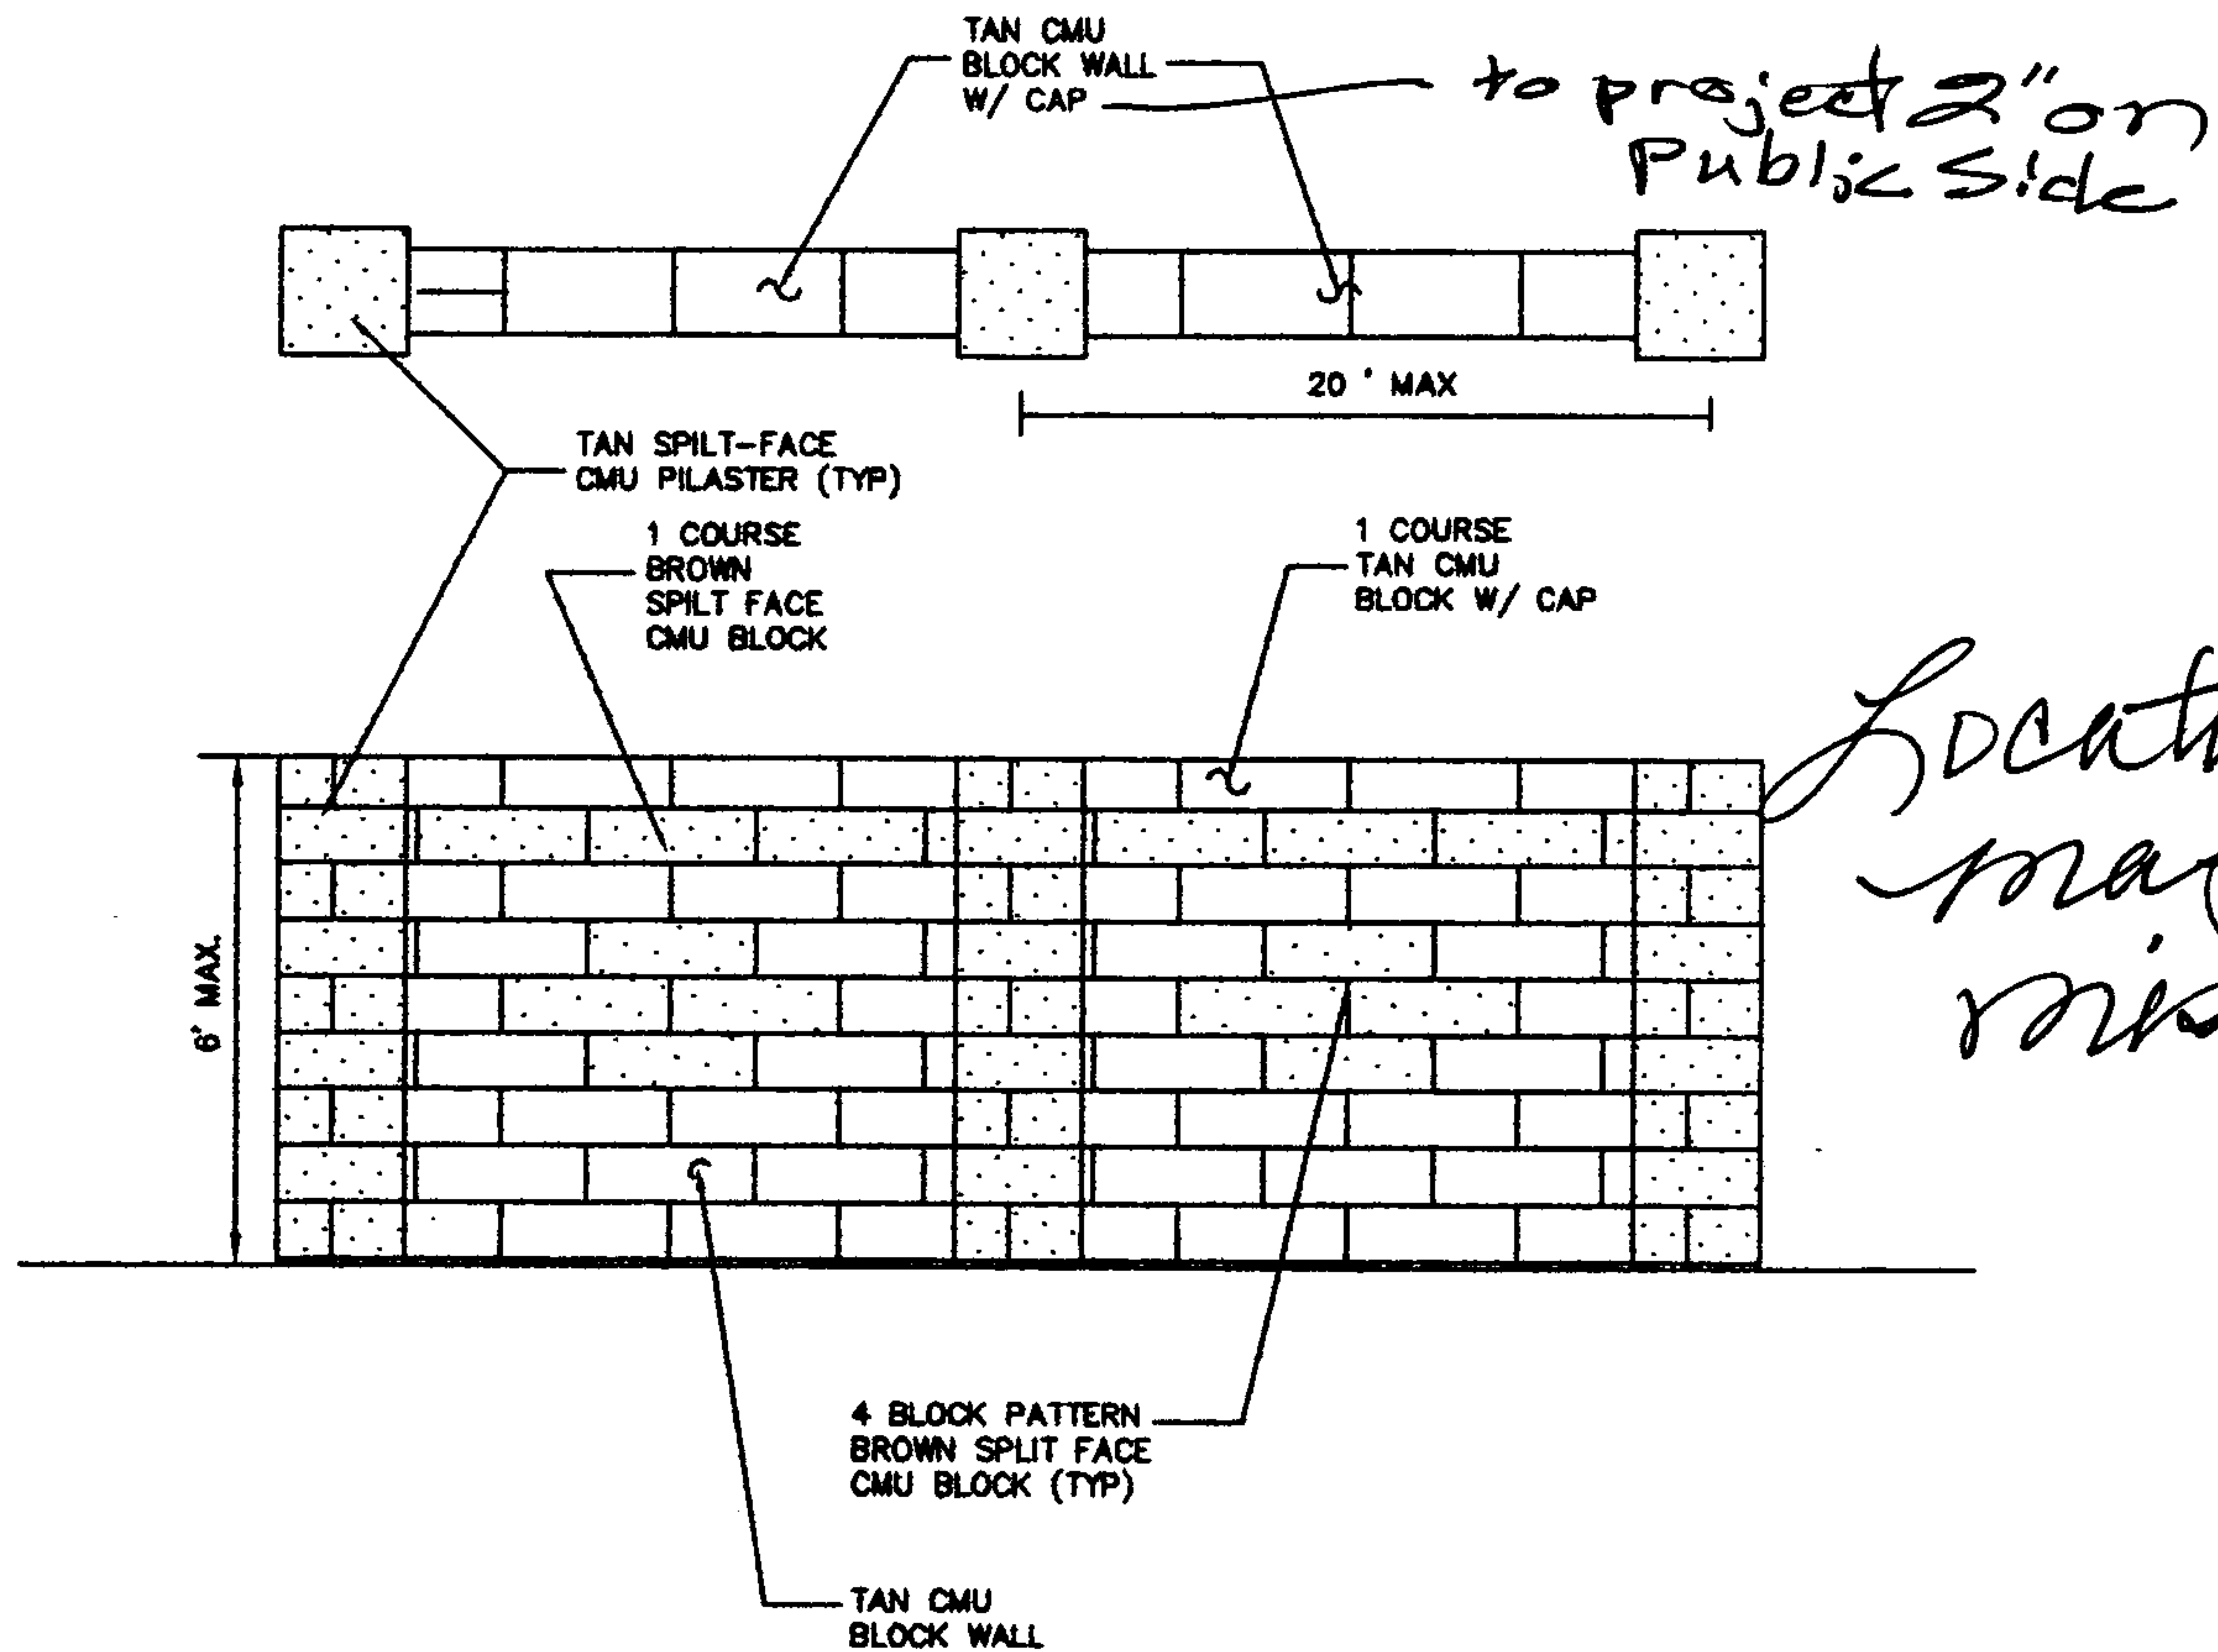 TAN CMU
BLOCK WALL
W/ CAP
to project 2" on
Public Side
20 ' MAX
TAN SPILT-FACE
CMU PILASTER (TYP)
1 COURSE
BROWN
SPILT FACE
CMU BLOCK
1 COURSE
TAN CMU
BLOCK W/ CAP
6' MAX.
4 BLOCK PATTERN
BROWN SPLIT FACE
CMU BLOCK (TYP)
TAN CMU
BLOCK WALL